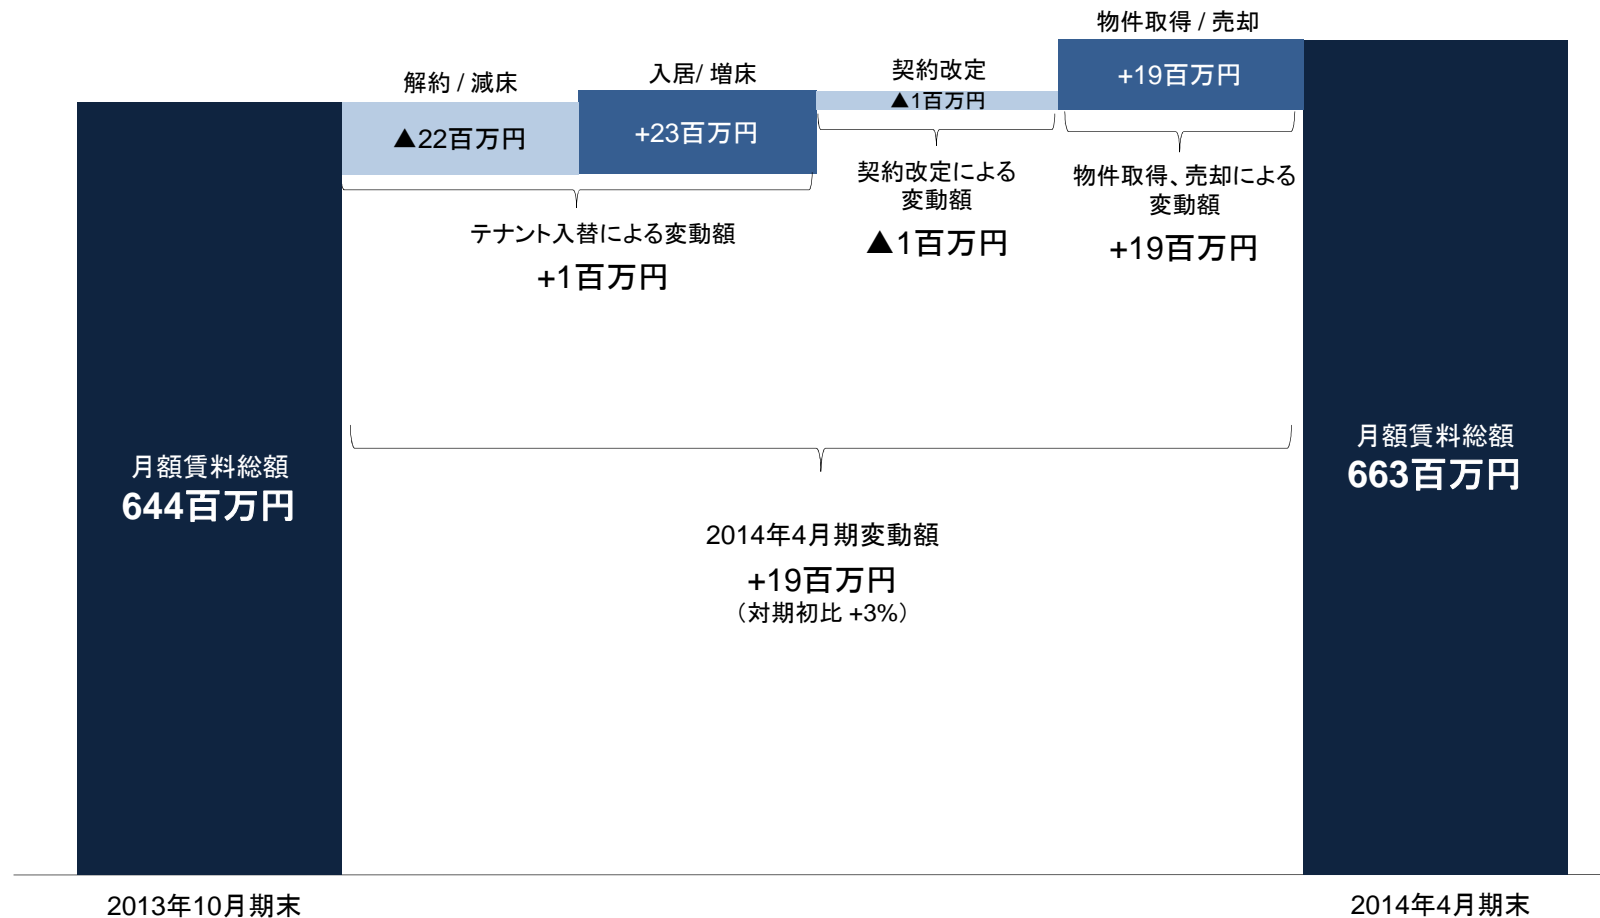 解約 / 減床
▲22百万円
入居/ 増床
+23百万円
契約改定
▲1百万円
物件取得 / 売却
+19百万円
テナント入替による変動額
+1百万円
契約改定による
変動額
▲1百万円
物件取得、売却による
変動額
+19百万円
月額賃料総額
644百万円
2014年4月期変動額
+19百万円
（対期初比 +3%）
月額賃料総額
663百万円
2013年10月期末
2014年4月期末